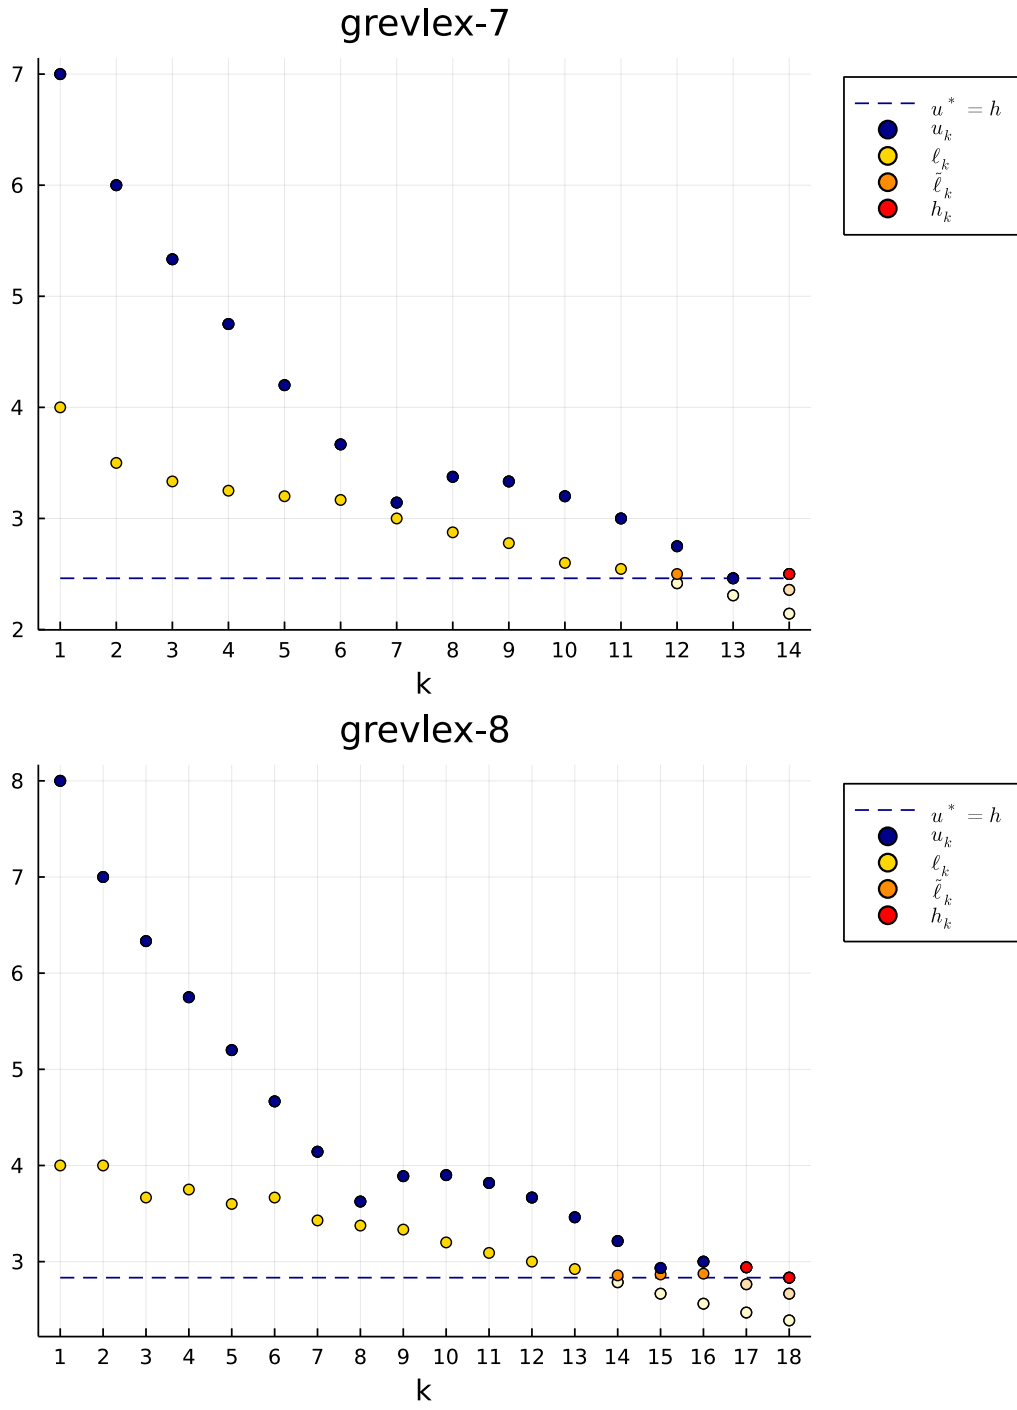 grevlex-7
7
6
5
4
3
2
1 2 3 4 5 6 7 8 9 10 11 12 13 14
k
u* = h
u_k
ℓ_k
ℓ̃_k
h_k
grevlex-8
8
7
6
5
4
3
1 2 3 4 5 6 7 8 9 10 11 12 13 14 15 16 17 18
k
u* = h
u_k
ℓ_k
ℓ̃_k
h_k